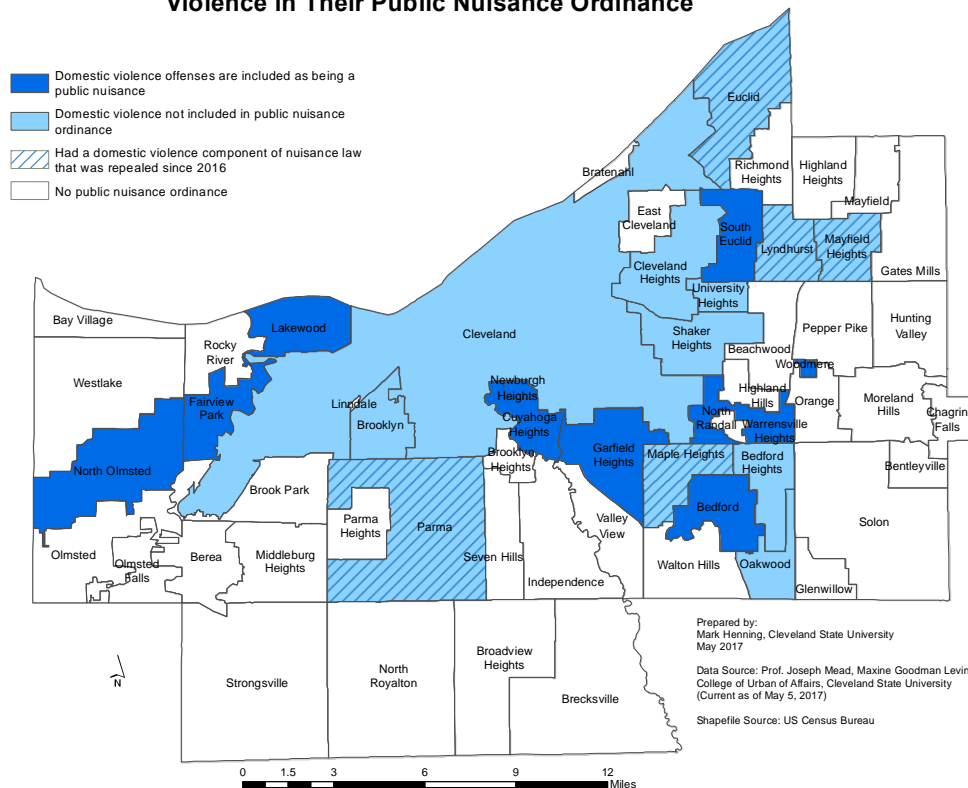 Violence in Their Public Nuisance Ordinance
Domestic violence offenses are included as being a
public nuisance
Domestic violence not included in public nuisance
ordinance
Had a domestic violence component of nuisance law
that was repealed since 2016
No public nuisance ordinance
Euclid
Bratenahl
Richmond
Heights
Highland
Heights
Mayfield
East
Cleveland
South
Euclid
Lyndhurst
Mayfield
Heights
Gates Mills
Cleveland
Heights
University
Heights
Bay Village
Lakewood
Cleveland
Shaker
Heights
Pepper Pike
Hunting
Valley
Rocky
River
Beachwood
Woodmere
Westlake
Newburgh
Heights
Highland
Hills
Orange
Moreland
Hills
Chagrin
Falls
Fairview
Park
Linndale
Brooklyn
Cuyahoga
Heights
North
Randall
Warrensville
Heights
North Olmsted
Brooklyn
Heights
Garfield
Heights
Maple Heights
Bedford
Heights
Bentleyville
Brook Park
Bedford
Parma
Heights
Parma
Valley
View
Solon
Olmsted
Olmsted
Falls
Berea
Middleburg
Heights
Seven Hills
Independence
Walton Hills
Oakwood
Glenwillow
Strongsville
North
Royalton
Broadview
Heights
Brecksville
Prepared by:
Mark Henning, Cleveland State University
May 2017
Data Source: Prof. Joseph Mead, Maxine Goodman Levin
College of Urban of Affairs, Cleveland State University
(Current as of May 5, 2017)
Shapefile Source: US Census Bureau
N
0 1.5 3 6 9 12
Miles